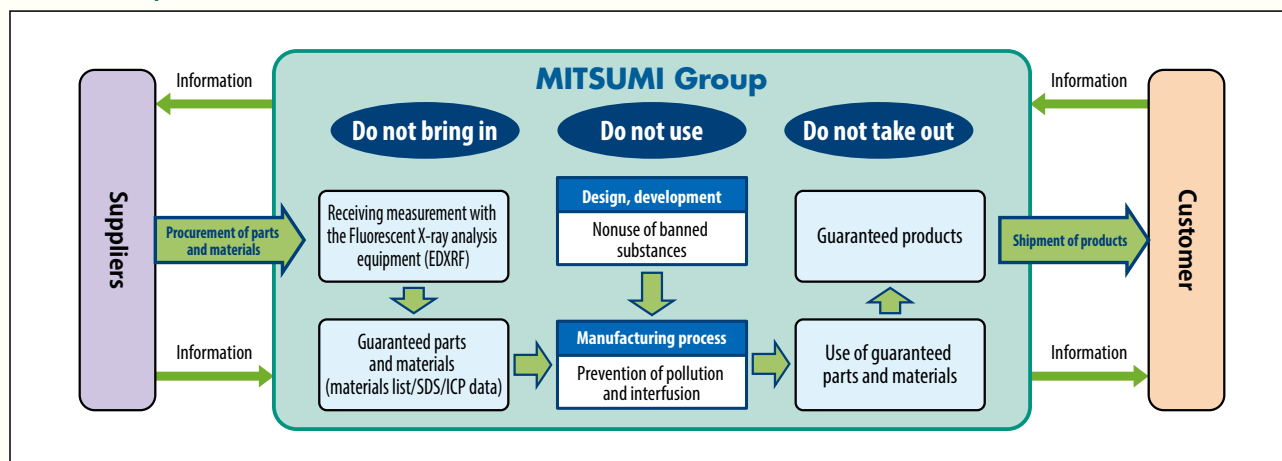 MITSUMI Group
Suppliers
Information
Procurement of parts
and materials
Information
Do not bring in
Receiving measurement with
the Fluorescent X-ray analysis
equipment (EDXRF)
Guaranteed parts
and materials
(materials list/SDS/ICP data)
Do not use
Design, development
Nonuse of banned
substances
Manufacturing process
Prevention of pollution
and interfusion
Do not take out
Guaranteed products
Use of guaranteed
parts and materials
Information
Shipment of products
Information
Customer